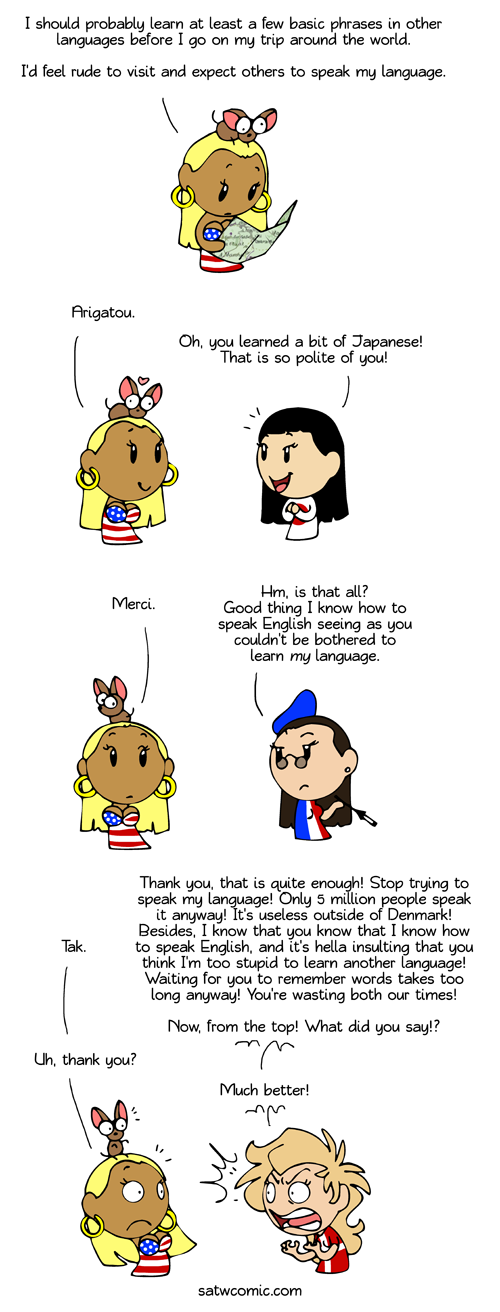 I should probably learn at least a few basic phrases in other
languages before I go on my trip around the world.
I'd feel rude to visit and expect others to speak my language.
Arigatou.
Oh, you learned a bit of Japanese!
That is so polite of you!
Merci.
Hm, is that all?
Good thing I know how to
speak English seeing as you
couldn't be bothered to
learn my language.
Tak.
Thank you, that is quite enough! Stop trying to
speak my language! Only 5 million people speak
it anyway! It's useless outside of Denmark!
Besides, I know that you know that I know how
to speak English, and it's hella insulting that you
think I'm too stupid to learn another language!
Waiting for you to remember words takes too
long anyway! You're wasting both our times!
Now, from the top! What did you say!?
Uh, thank you?
Much better!
satwcomic.com